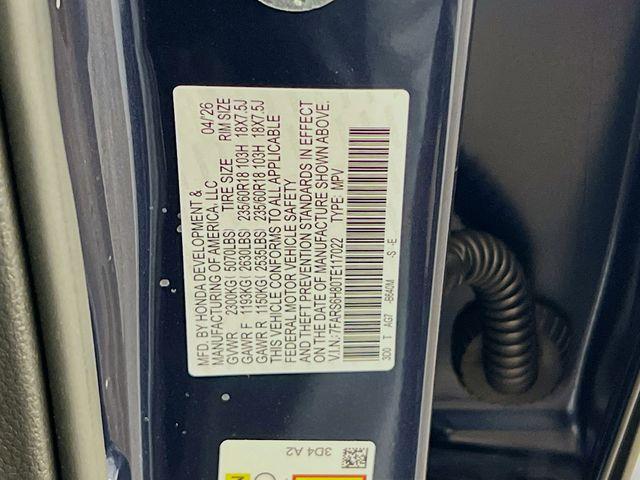 MFD. BY HONDA DEVELOPMENT &
MANUFACTURING OF AMERICA, LLC 04/26
GVWR 2300KG( 5070LBS) TIRE SIZE RIM SIZE
GAWR F 1193KG( 2630LBS) 235/60R18 103H 18X7.5J
GAWR R 1150KG( 2535LBS) 235/60R18 103H 18X7.5J
THIS VEHICLE CONFORMS TO ALL APPLICABLE
FEDERAL MOTOR VEHICLE SAFETY
AND THEFT PREVENTION STANDARDS IN EFFECT
ON THE DATE OF MANUFACTURE SHOWN ABOVE.
V.I.N.: 7FARS6H80TE117022 TYPE: MPV
3D0 T AG7 -B640M -S -E
3D4 A2